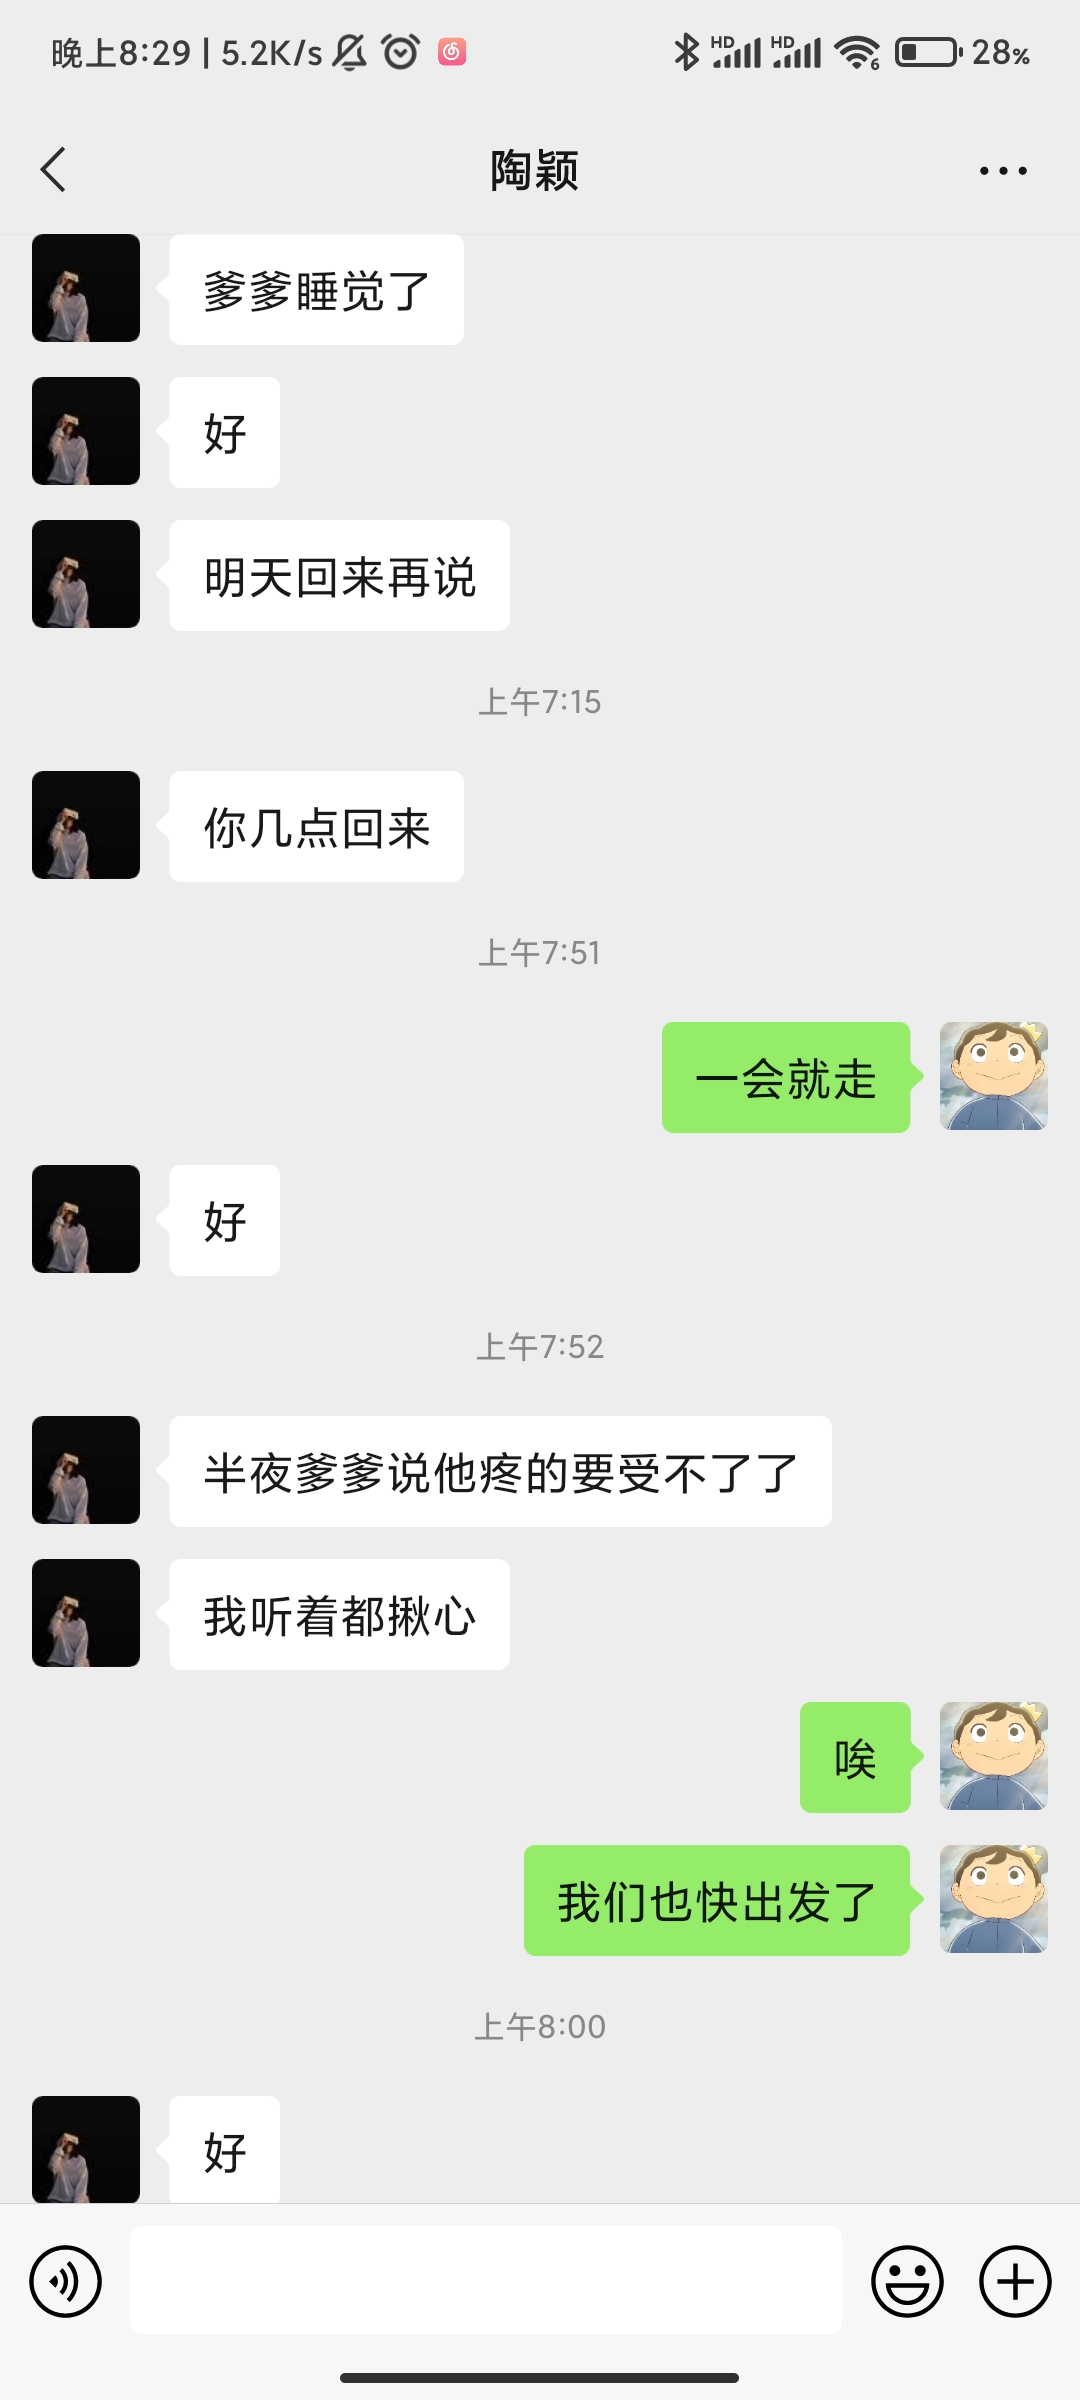 晚上8:29 | 5.2K/s
HD HD 6 28%
陶颖
爹爹睡觉了
好
明天回来再说
上午7:15
你几点回来
上午7:51
一会就走
好
上午7:52
半夜爹爹说他疼的要受不了了
我听着都揪心
唉
我们也快出发了
上午8:00
好